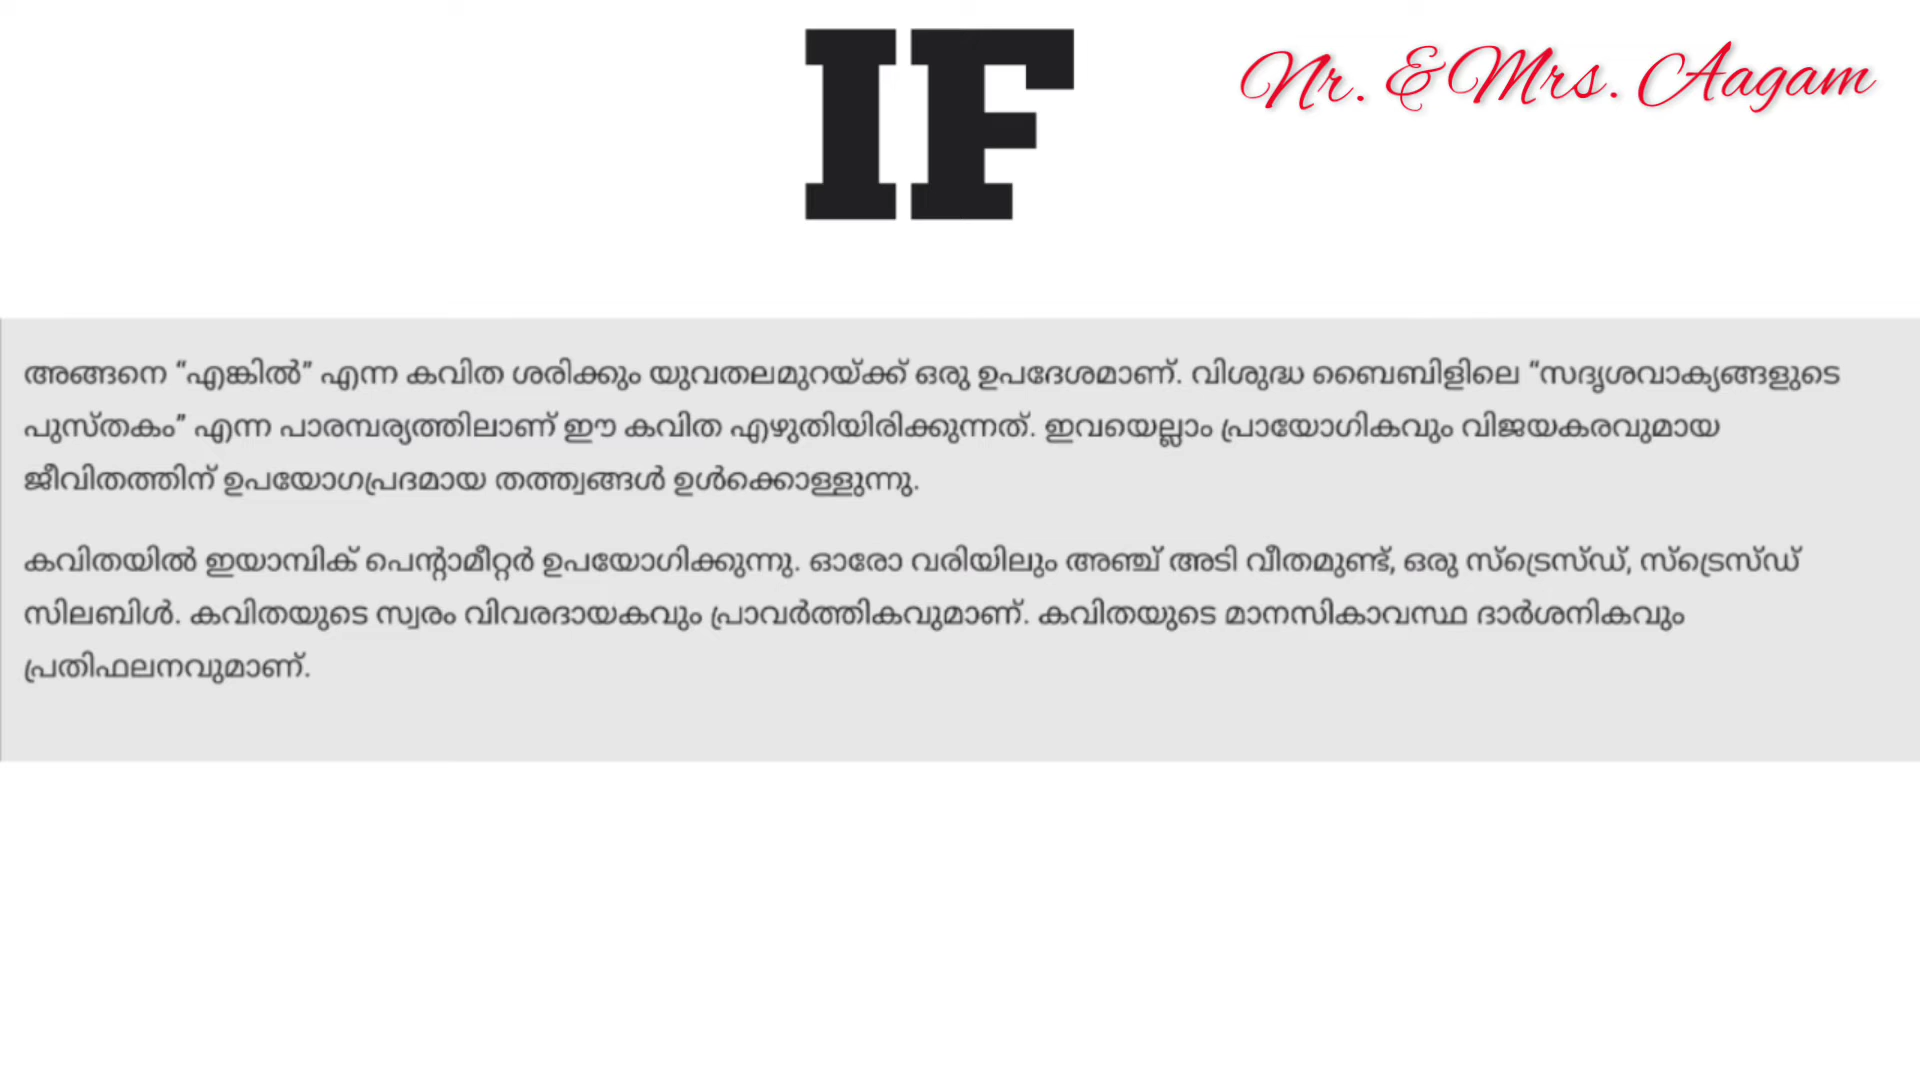 IF
Nr. & Mrs. Aagam
അങ്ങനെ “എങ്കിൽ” എന്ന കവിത ശരിക്കും യുവതലമുറയ്ക്ക് ഒരു ഉപദേശമാണ്. വിശുദ്ധ ബൈബിളിലെ “സദൃശവാക്യങ്ങളുടെ
പുസ്തകം” എന്ന പാരമ്പര്യത്തിലാണ് ഈ കവിത എഴുതിയിരിക്കുന്നത്. ഇവയെല്ലാം പ്രായോഗികവും വിജയകരവുമായ
ജീവിതത്തിന് ഉപയോഗപ്രദമായ തത്ത്വങ്ങൾ ഉൾക്കൊള്ളുന്നു.
കവിതയിൽ ഇയാമ്പിക് പെന്റാമീറ്റർ ഉപയോഗിക്കുന്നു. ഓരോ വരിയിലും അഞ്ച് അടി വീതമുണ്ട്, ഒരു സ്ട്രെസ്ഡ്, സ്ട്രെസ്ഡ്
സിലബിൾ. കവിതയുടെ സ്വരം വിവരദായകവും പ്രാവർത്തികവുമാണ്. കവിതയുടെ മാനസികാവസ്ഥ ദാർശനികവും
പ്രതിഫലനവുമാണ്.